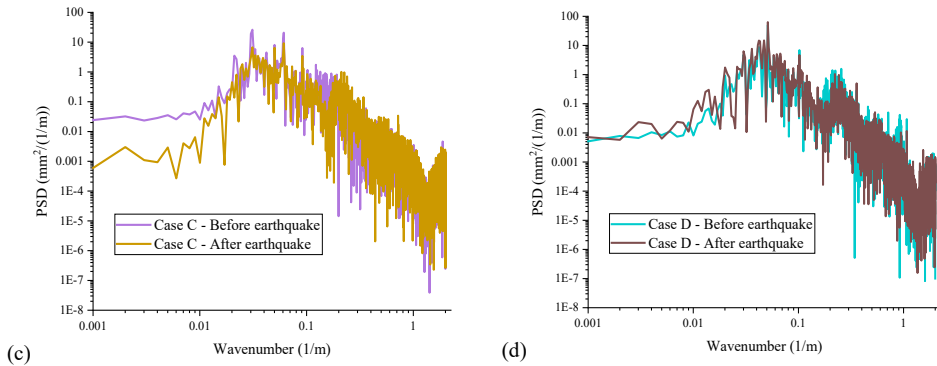 100
10
1
0.1
0.01
0.001
1E-4
1E-5
1E-6
1E-7
1E-8
PSD (mm²/(1/m))
Case C - Before earthquake
Case C - After earthquake
0.001
0.01
0.1
1
Wavenumber (1/m)
(c)
100
10
1
0.1
0.01
0.001
1E-4
1E-5
1E-6
1E-7
1E-8
PSD (mm²/(1/m))
Case D - Before earthquake
Case D - After earthquake
0.001
0.01
0.1
1
Wavenumber (1/m)
(d)